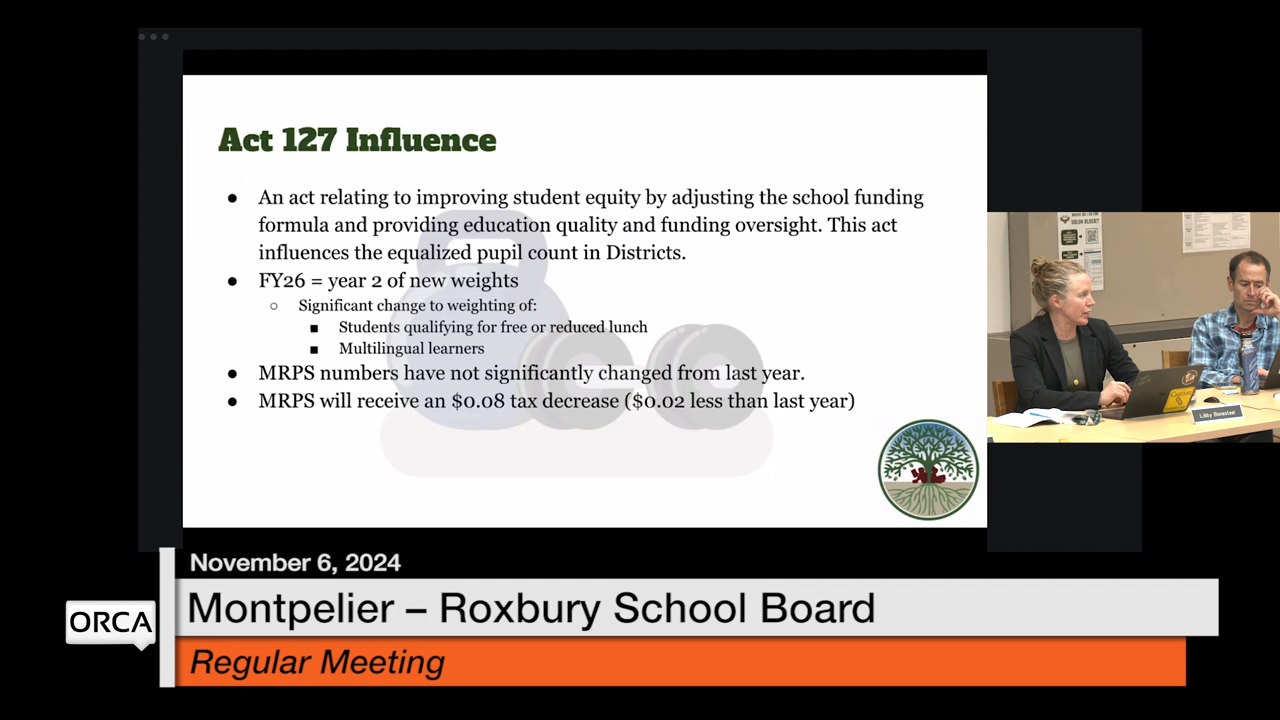 Act 127 Influence
● An act relating to improving student equity by adjusting the school funding
formula and providing education quality and funding oversight. This act
influences the equalized pupil count in Districts.
● FY26 = year 2 of new weights
○ Significant change to weighting of:
■ Students qualifying for free or reduced lunch
■ Multilingual learners
● MRPS numbers have not significantly changed from last year.
● MRPS will receive an $0.08 tax decrease ($0.02 less than last year)
Libby Bonesteel
November 6, 2024
ORCA
Montpelier – Roxbury School Board
Regular Meeting